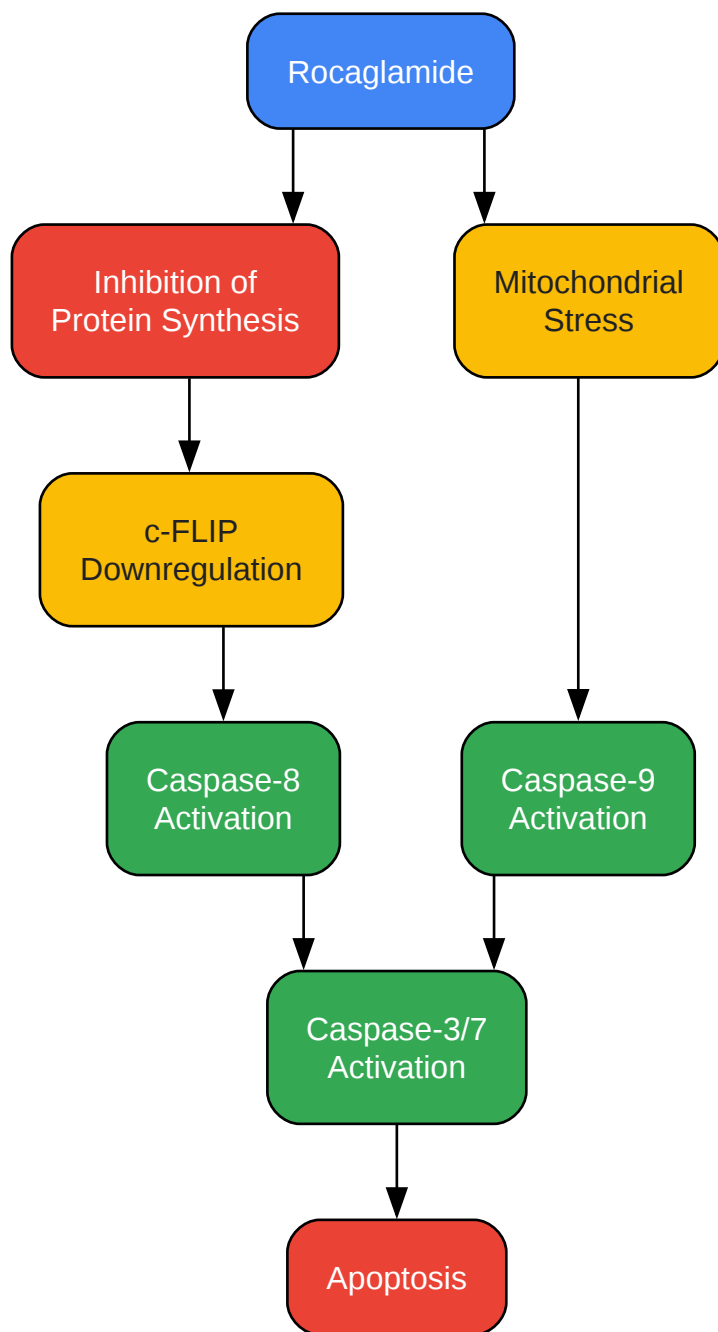 Rocaglamide
Inhibition of
Protein Synthesis
Mitochondrial
Stress
c-FLIP
Downregulation
Caspase-8
Activation
Caspase-9
Activation
Caspase-3/7
Activation
Apoptosis